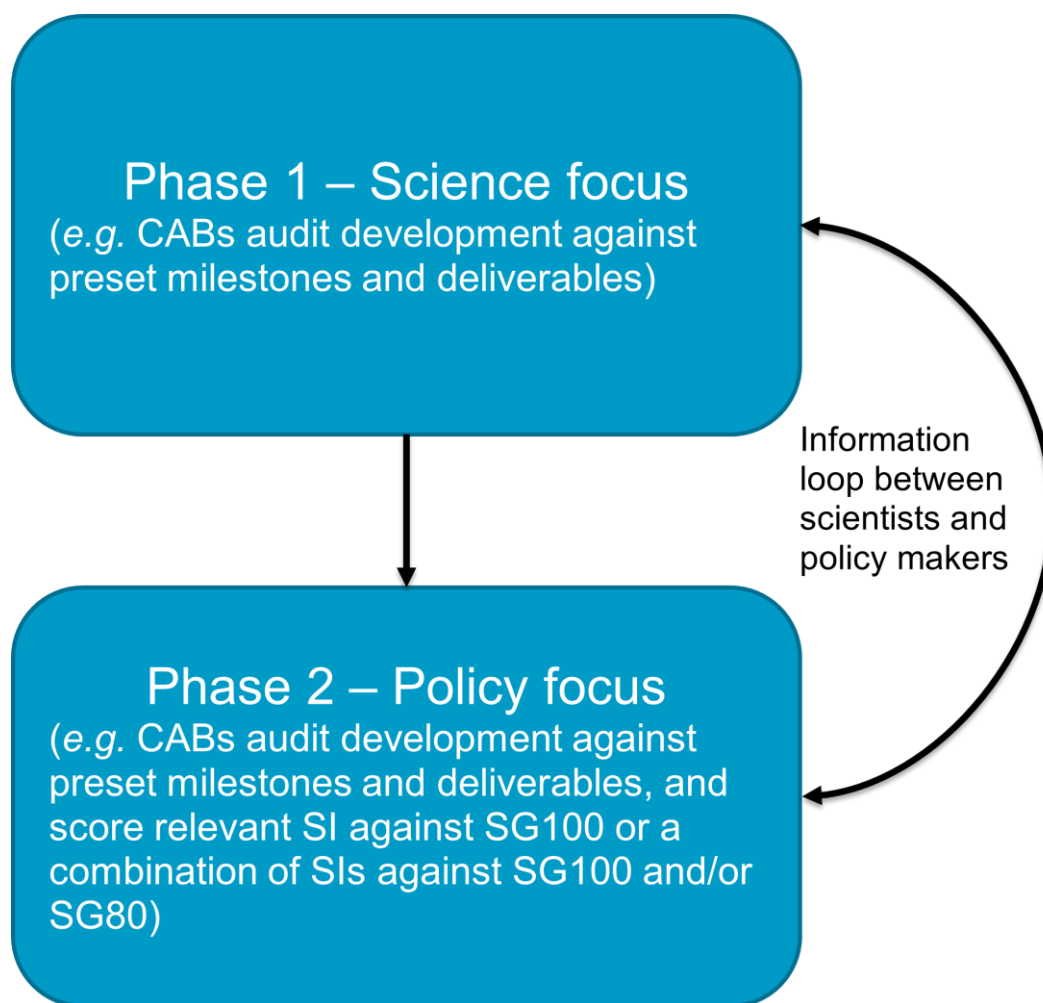 Phase 1 – Science focus
(e.g. CABs audit development against
preset milestones and deliverables)
Information
loop between
scientists and
policy makers
Phase 2 – Policy focus
(e.g. CABs audit development against
preset milestones and deliverables, and
score relevant SI against SG100 or a
combination of SIs against SG100 and/or
SG80)